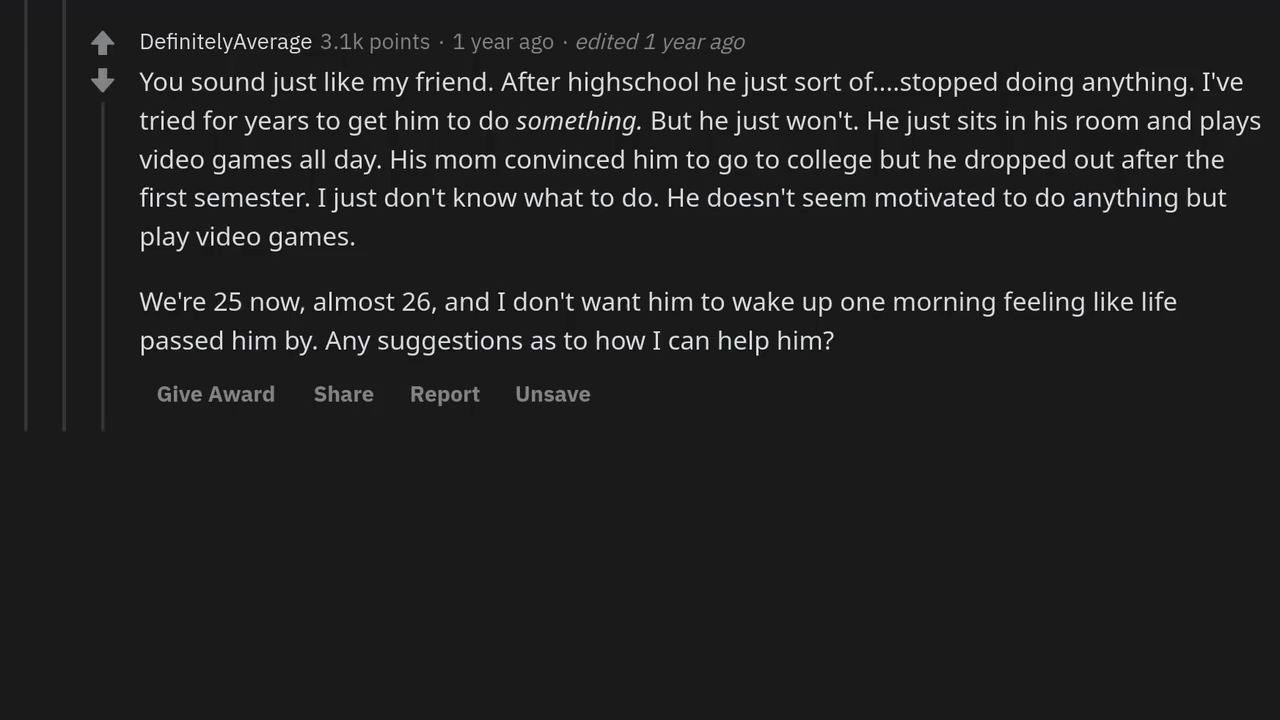 DefinitelyAverage 3.1k points · 1 year ago · edited 1 year ago
You sound just like my friend. After highschool he just sort of....stopped doing anything. I've
tried for years to get him to do something. But he just won't. He just sits in his room and plays
video games all day. His mom convinced him to go to college but he dropped out after the
first semester. I just don't know what to do. He doesn't seem motivated to do anything but
play video games.
We're 25 now, almost 26, and I don't want him to wake up one morning feeling like life
passed him by. Any suggestions as to how I can help him?
Give Award Share Report Unsave